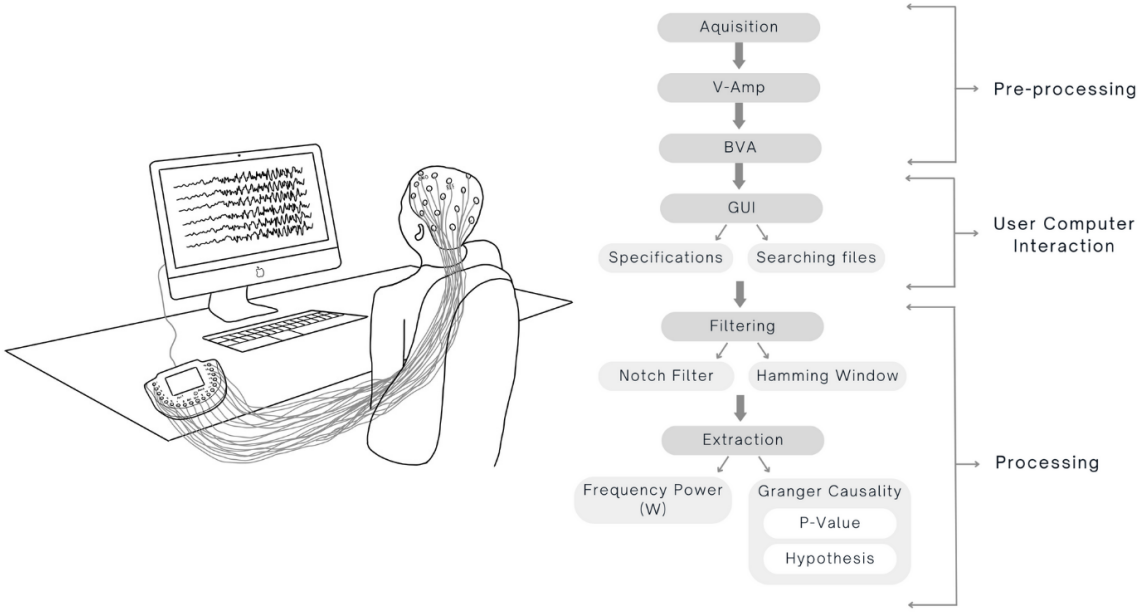 Aquisition
V-Amp
BVA
Pre-processing
GUI
Specifications
Searching files
User Computer
Interaction
Filtering
Notch Filter
Hamming Window
Extraction
Frequency Power
(W)
Granger Causality
P-Value
Hypothesis
Processing